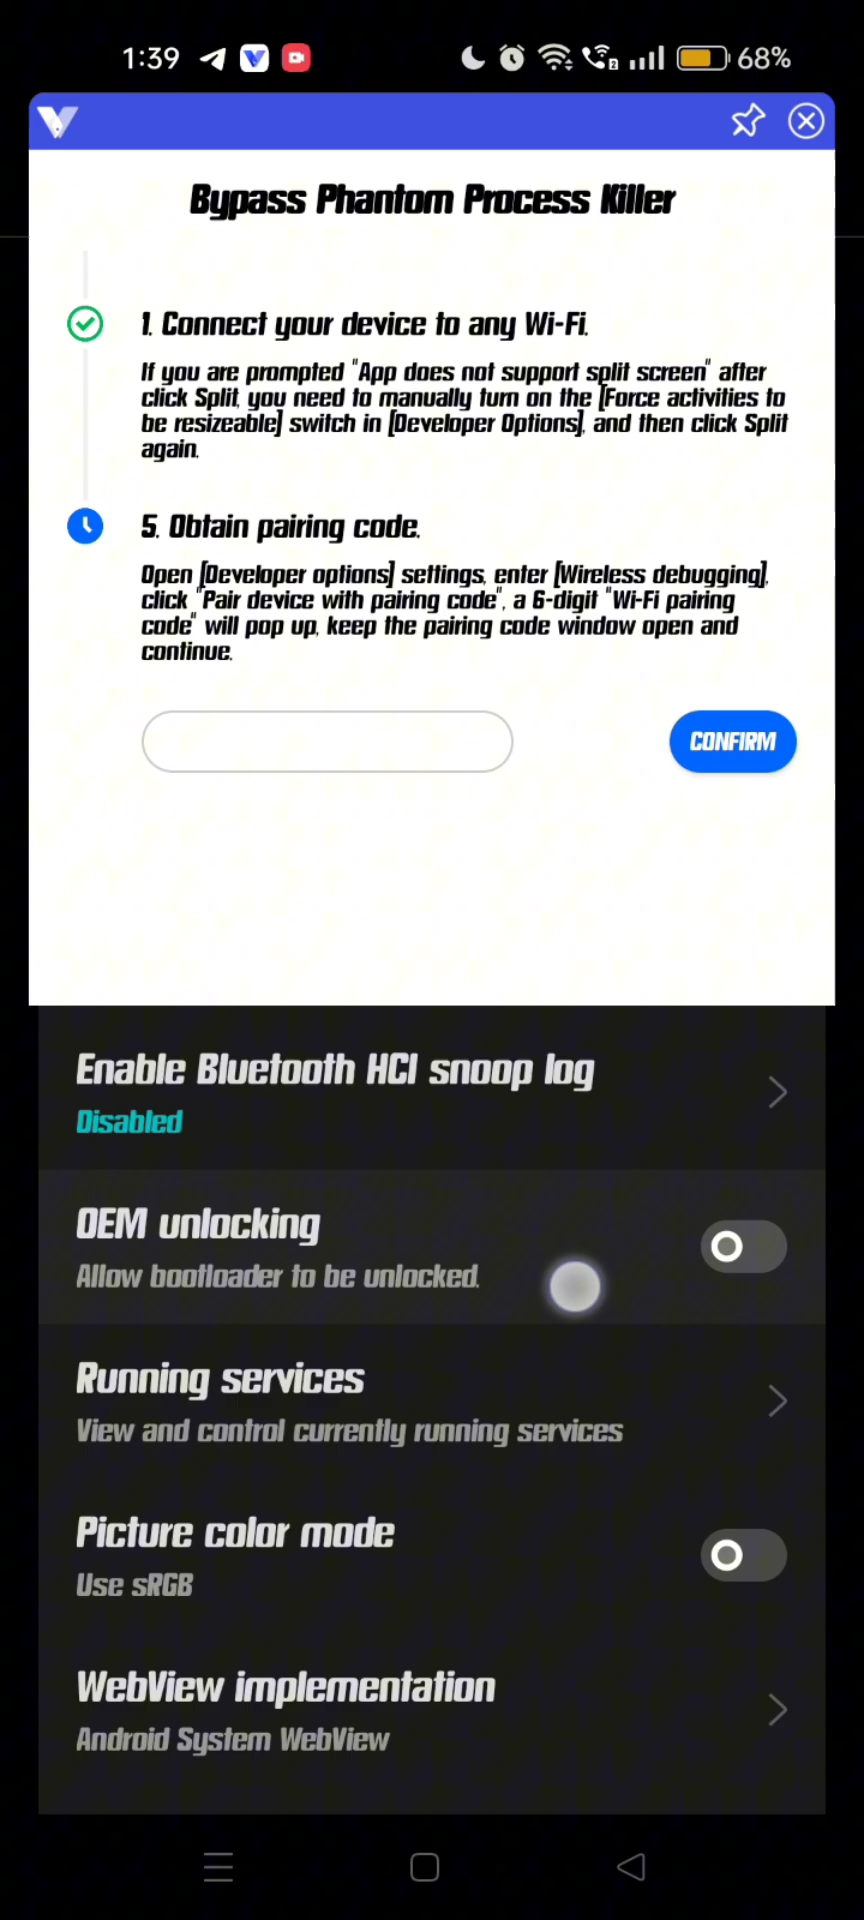 1:39
68%
Bypass Phantom Process Killer
1. Connect your device to any Wi-Fi.
If you are prompted "App does not support split screen" after
click Split, you need to manually turn on the [Force activities to
be resizeable] switch in [Developer Options], and then click Split
again.
5. Obtain pairing code.
Open [Developer options] settings, enter [Wireless debugging],
click "Pair device with pairing code", a 6-digit "Wi-Fi pairing
code" will pop up, keep the pairing code window open and
continue.
CONFIRM
Enable Bluetooth HCI snoop log
Disabled
OEM unlocking
Allow bootloader to be unlocked.
Running services
View and control currently running services
Picture color mode
Use sRGB
WebView implementation
Android System WebView